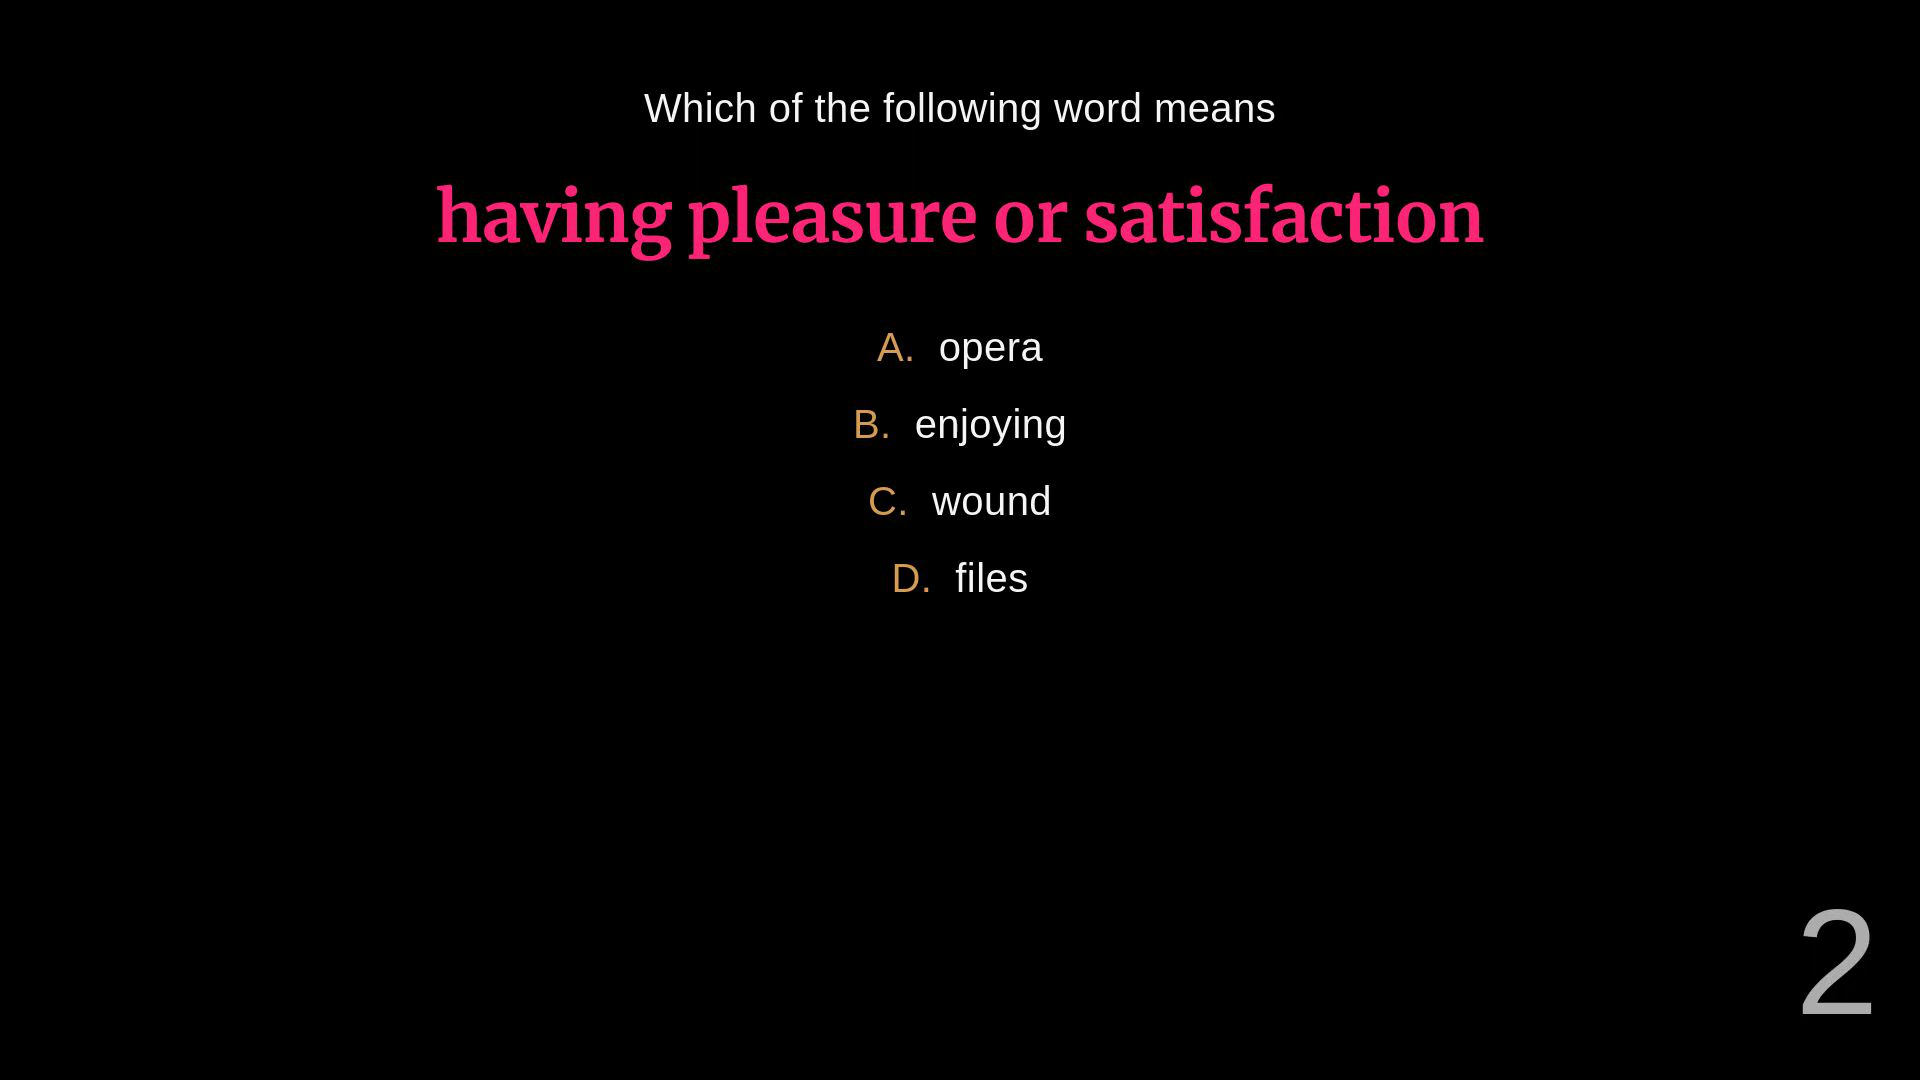 Which of the following word means
having pleasure or satisfaction
A. opera
B. enjoying
C. wound
D. files
2